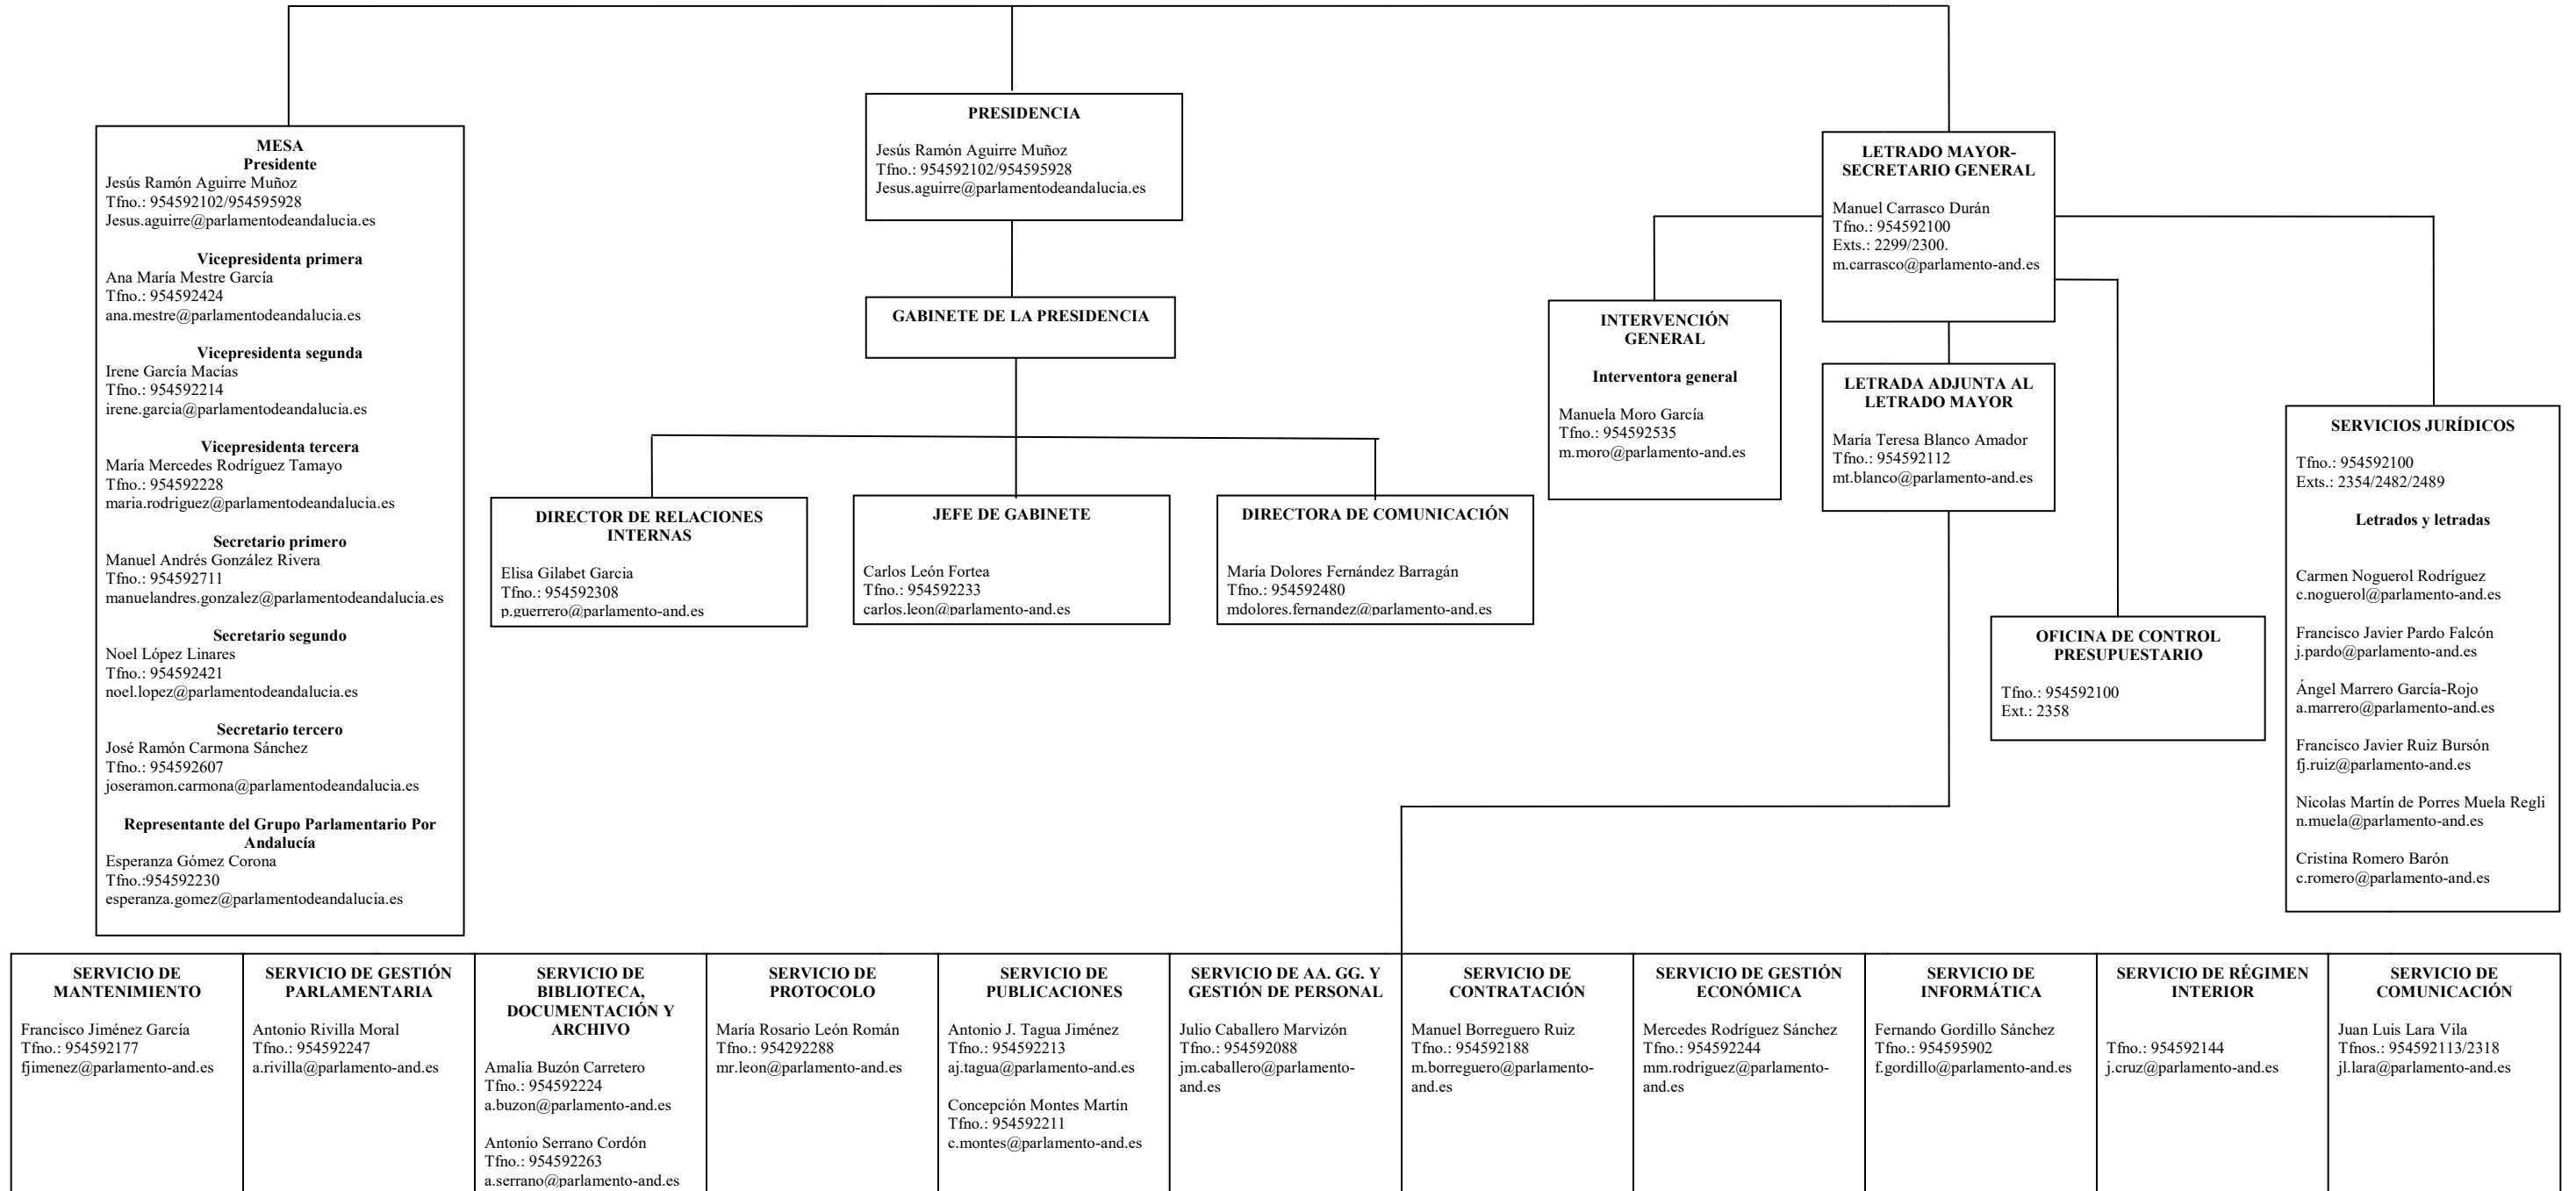 MESA
Presidente
Jesús Ramón Aguirre Muñoz
Tfno.: 954592102/954595928
Jesus.aguirre@parlamentodeandalucia.es
Vicepresidenta primera
Ana María Mestre García
Tfno.: 954592424
ana.mestre@parlamentodeandalucia.es
Vicepresidenta segunda
Irene García Macías
Tfno.: 954592214
irene.garcia@parlamentodeandalucia.es
Vicepresidenta tercera
María Mercedes Rodríguez Tamayo
Tfno.: 954592228
maria.rodriguez@parlamentodeandalucia.es
Secretario primero
Manuel Andrés González Rivera
Tfno.: 954592711
manuelandres.gonzalez@parlamentodeandalucia.es
Secretario segundo
Noel López Linares
Tfno.: 954592421
noel.lopez@parlamentodeandalucia.es
Secretario tercero
José Ramón Carmona Sánchez
Tfno.: 954592607
joseramon.carmona@parlamentodeandalucia.es
Representante del Grupo Parlamentario Por
Andalucía
Esperanza Gómez Corona
Tfno.:954592230
esperanza.gomez@parlamentodeandalucia.es
PRESIDENCIA
Jesús Ramón Aguirre Muñoz
Tfno.: 954592102/954595928
Jesus.aguirre@parlamentodeandalucia.es
GABINETE DE LA PRESIDENCIA
DIRECTOR DE RELACIONES
INTERNAS
Elisa Gilabet Garcia
Tfno.: 954592308
p.guerrero@parlamento-and.es
JEFE DE GABINETE
Carlos León Fortea
Tfno.: 954592233
carlos.leon@parlamento-and.es
DIRECTORA DE COMUNICACIÓN
María Dolores Fernández Barragán
Tfno.: 954592480
mdolores.fernandez@parlamento-and.es
LETRADO MAYOR-
SECRETARIO GENERAL
Manuel Carrasco Durán
Tfno.: 954592100
Exts.: 2299/2300.
m.carrasco@parlamento-and.es
INTERVENCIÓN
GENERAL
Interventora general
Manuela Moro García
Tfno.: 954592535
m.moro@parlamento-and.es
LETRADA ADJUNTA AL
LETRADO MAYOR
María Teresa Blanco Amador
Tfno.: 954592112
mt.blanco@parlamento-and.es
OFICINA DE CONTROL
PRESUPUESTARIO
Tfno.: 954592100
Ext.: 2358
SERVICIOS JURÍDICOS
Tfno.: 954592100
Exts.: 2354/2482/2489
Letrados y letradas
Carmen Noguerol Rodríguez
c.noguerol@parlamento-and.es
Francisco Javier Pardo Falcón
j.pardo@parlamento-and.es
Ángel Marrero García-Rojo
a.marrero@parlamento-and.es
Francisco Javier Ruiz Bursón
fj.ruiz@parlamento-and.es
Nicolas Martín de Porres Muela Regli
n.muela@parlamento-and.es
Cristina Romero Barón
c.romero@parlamento-and.es
SERVICIO DE
MANTENIMIENTO
Francisco Jiménez García
Tfno.: 954592177
fjimenez@parlamento-and.es
SERVICIO DE GESTIÓN
PARLAMENTARIA
Antonio Rivilla Moral
Tfno.: 954592247
a.rivilla@parlamento-and.es
SERVICIO DE
BIBLIOTECA,
DOCUMENTACIÓN Y
ARCHIVO
Amalia Buzón Carretero
Tfno.: 954592224
a.buzon@parlamento-and.es
Antonio Serrano Cordón
Tfno.: 954592263
a.serrano@parlamento-and.es
SERVICIO DE
PROTOCOLO
María Rosario León Román
Tfno.: 954292288
mr.leon@parlamento-and.es
SERVICIO DE
PUBLICACIONES
Antonio J. Tagua Jiménez
Tfno.: 954592213
aj.tagua@parlamento-and.es
Concepción Montes Martín
Tfno.: 954592211
c.montes@parlamento-and.es
SERVICIO DE AA. GG. Y
GESTIÓN DE PERSONAL
Julio Caballero Marvizón
Tfno.: 954592088
jm.caballero@parlamento-
and.es
SERVICIO DE
CONTRATACIÓN
Manuel Borreguero Ruiz
Tfno.: 954592188
m.borreguero@parlamento-
and.es
SERVICIO DE GESTIÓN
ECONÓMICA
Mercedes Rodríguez Sánchez
Tfno.: 954592244
mm.rodriguez@parlamento-
and.es
SERVICIO DE
INFORMÁTICA
Fernando Gordillo Sánchez
Tfno.: 954595902
f.gordillo@parlamento-and.es
SERVICIO DE RÉGIMEN
INTERIOR
Tfno.: 954592144
j.cruz@parlamento-and.es
SERVICIO DE
COMUNICACIÓN
Juan Luis Lara Vila
Tfnos.: 954592113/2318
jl.lara@parlamento-and.es